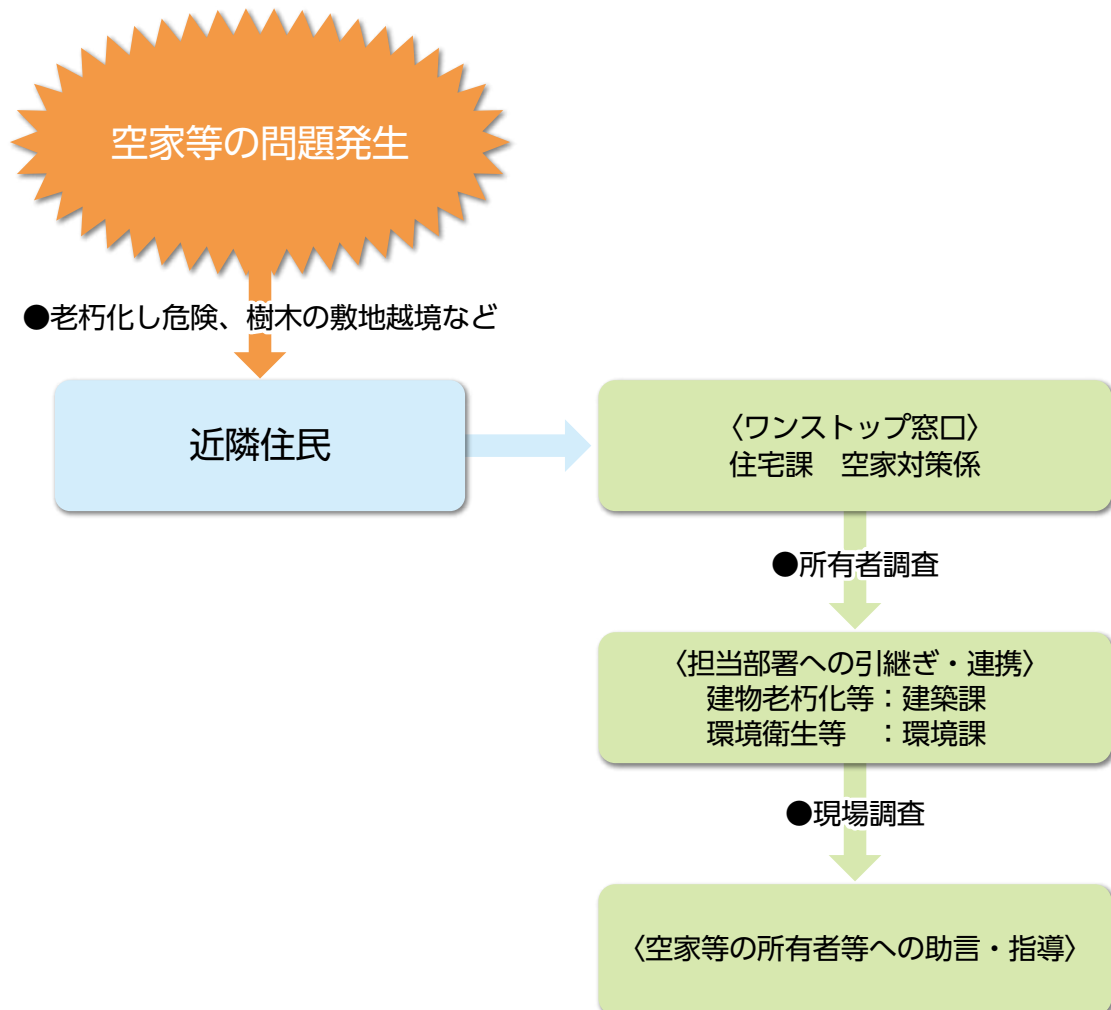 空家等の問題発生
●老朽化し危険、樹木の敷地越境など
近隣住民
〈ワンストップ窓口〉
住宅課　空家対策係
●所有者調査
〈担当部署への引継ぎ・連携〉
建物老朽化等：建築課
環境衛生等　：環境課
●現場調査
〈空家等の所有者等への助言・指導〉